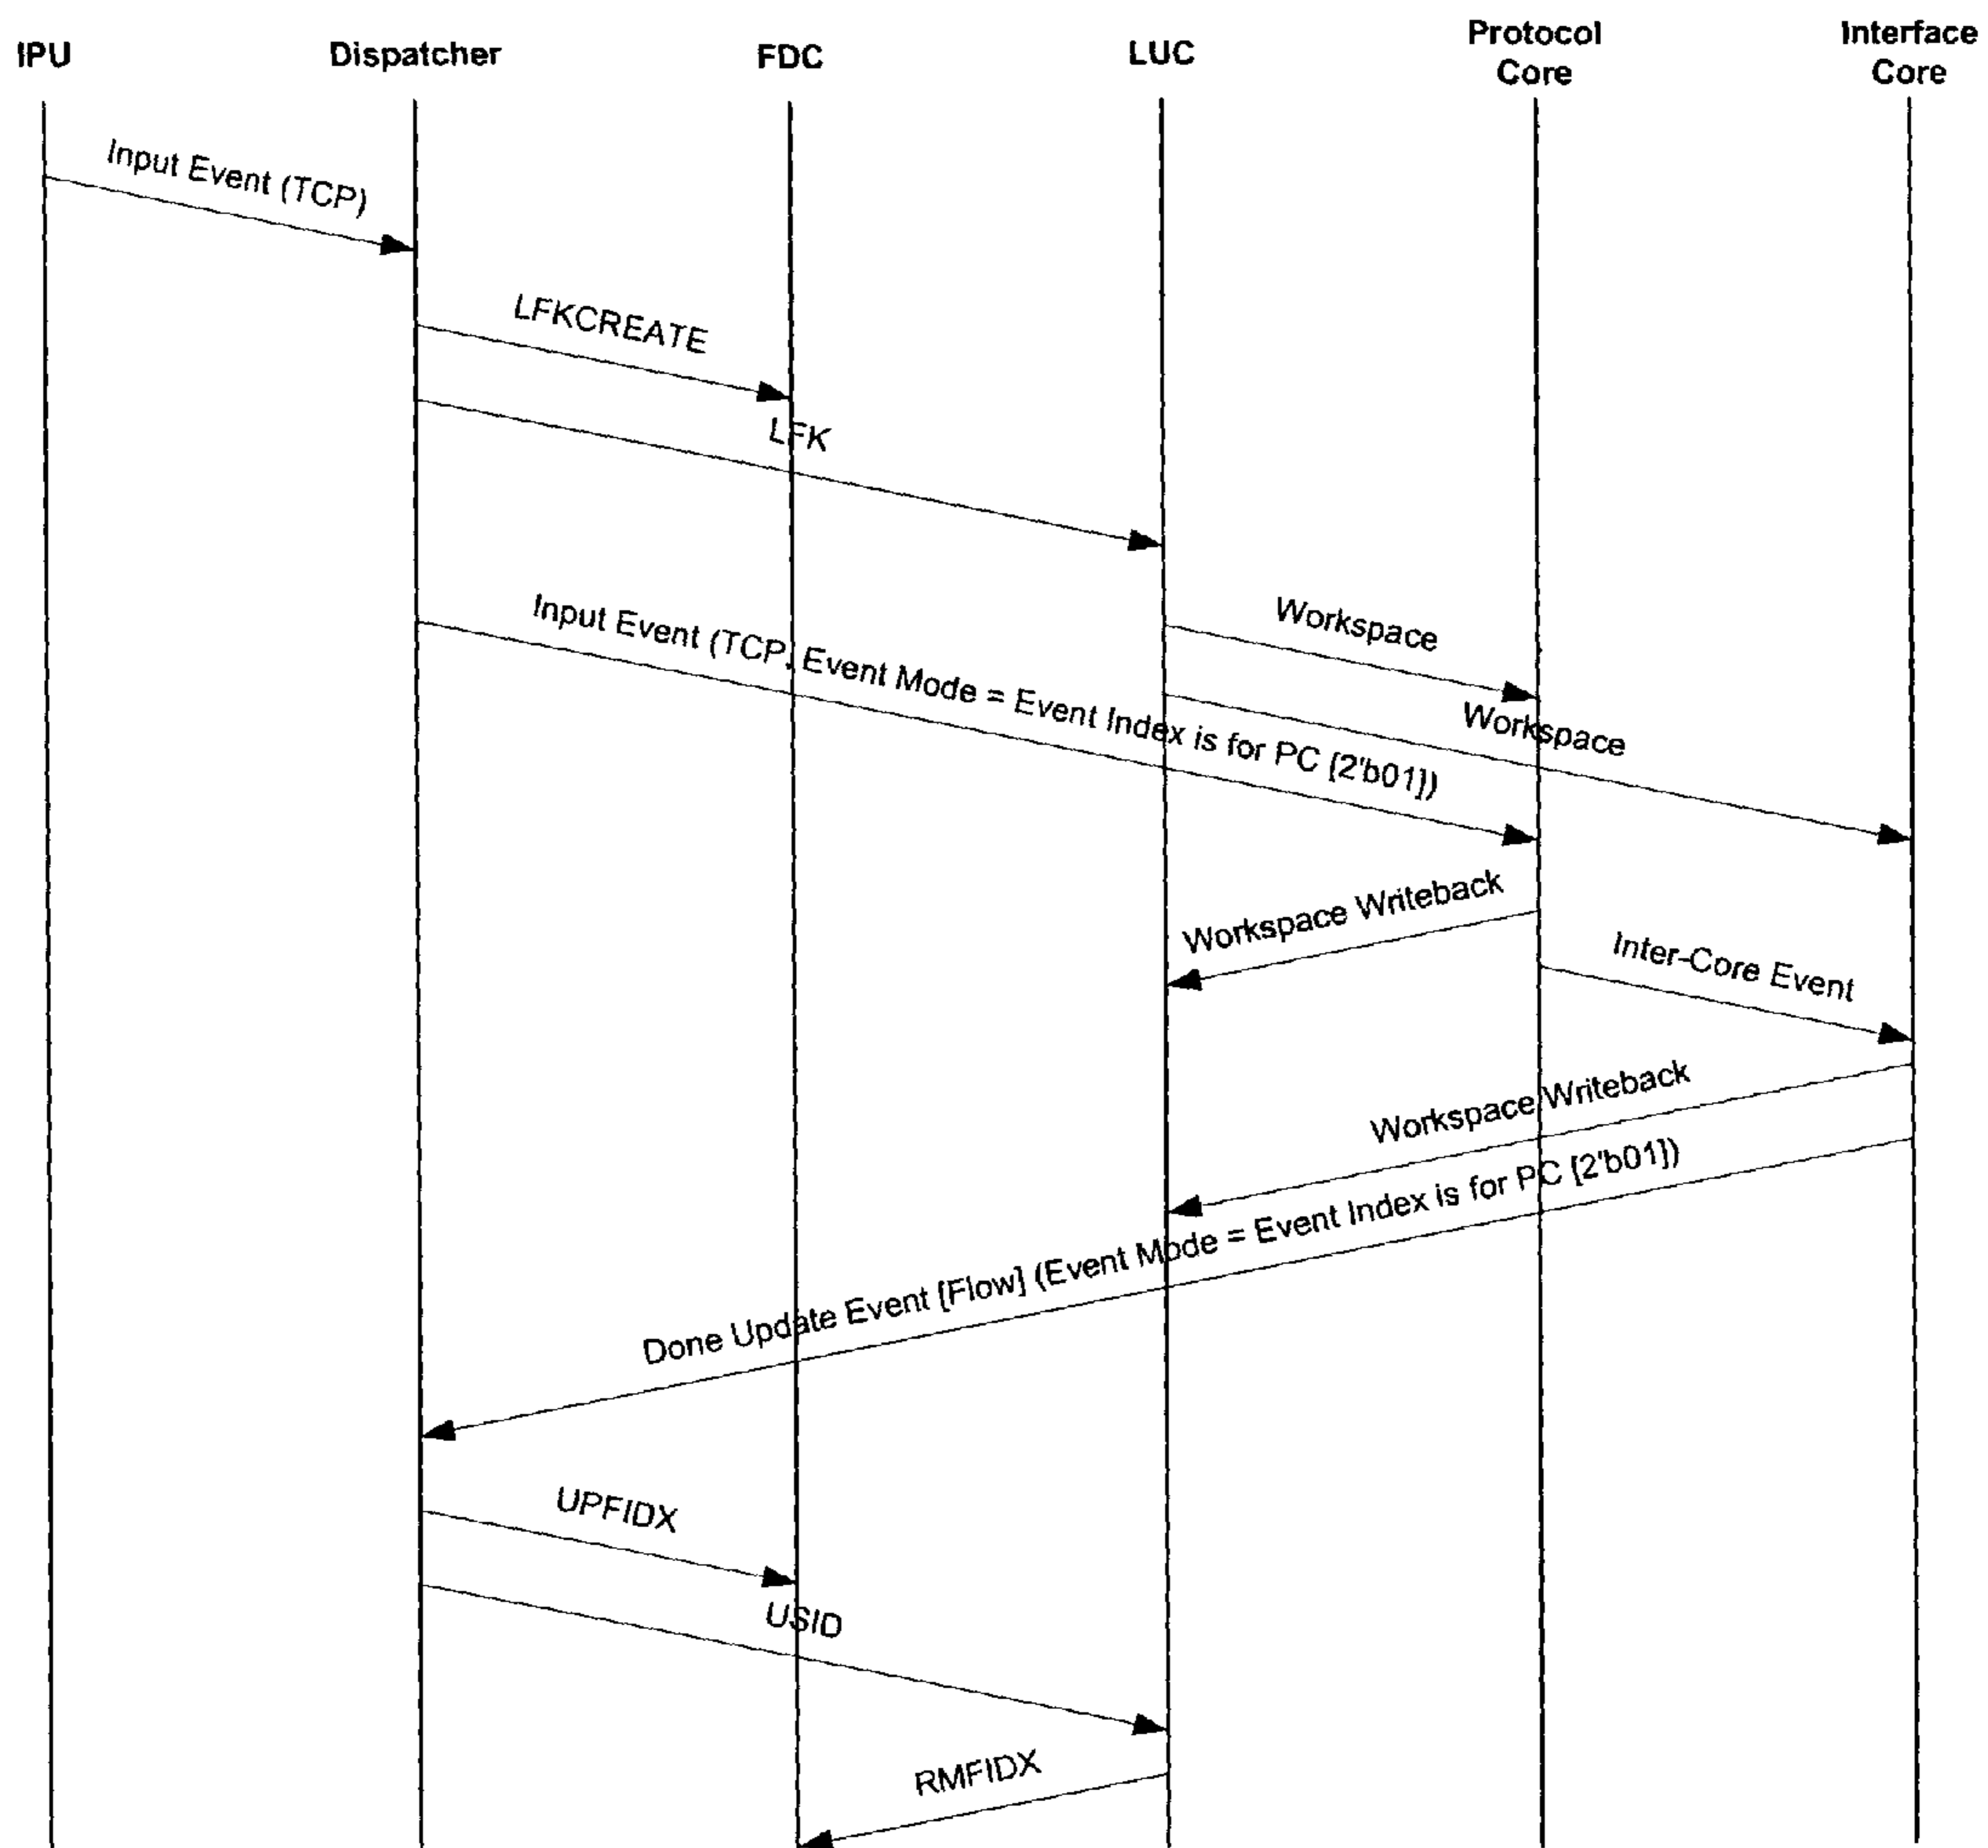 IPU
Dispatcher
FDC
LUC
Protocol
Core
Interface
Core
Input Event (TCP)
LFKCREATE
LFK
Workspace
Input Event (TCP, Event Mode = Event Index is for PC [2'b01])
Workspace
Workspace Writeback
Inter-Core Event
Workspace Writeback
Done Update Event [Flow] (Event Mode = Event Index is for PC [2'b01])
UPFIDX
USID
RMFIDX